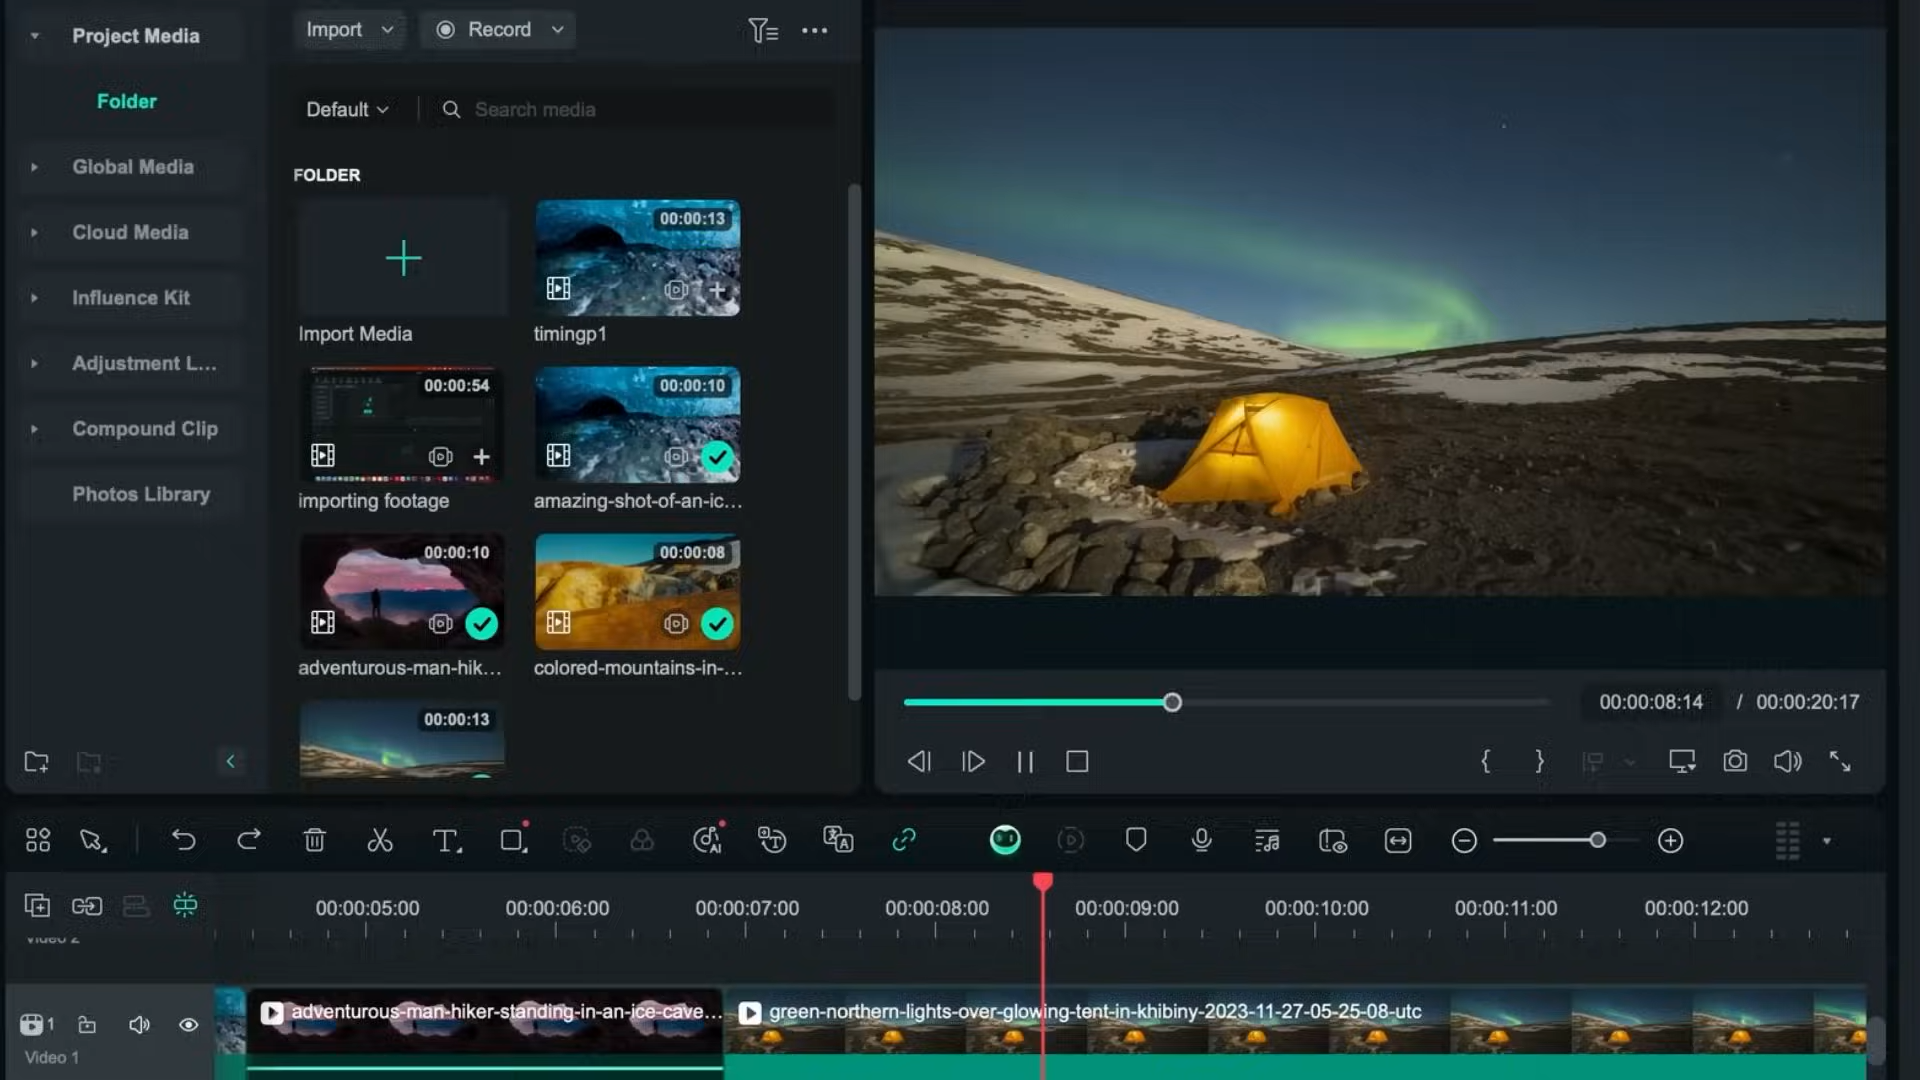 Project Media
Folder
Global Media
Cloud Media
Influence Kit
Adjustment L...
Compound Clip
Photos Library
Import
Record
Default
Search media
FOLDER
Import Media
00:00:13
timingp1
00:00:54
importing footage
00:00:10
amazing-shot-of-an-ic...
00:00:10
adventurous-man-hik...
00:00:08
colored-mountains-in-...
00:00:13
00:00:08:14 / 00:00:20:17
00:00:05:00 00:00:06:00 00:00:07:00 00:00:08:00 00:00:09:00 00:00:10:00 00:00:11:00 00:00:12:00
Video 2
adventurous-man-hiker-standing-in-an-ice-cave...
green-northern-lights-over-glowing-tent-in-khibiny-2023-11-27-05-25-08-utc
1
Video 1